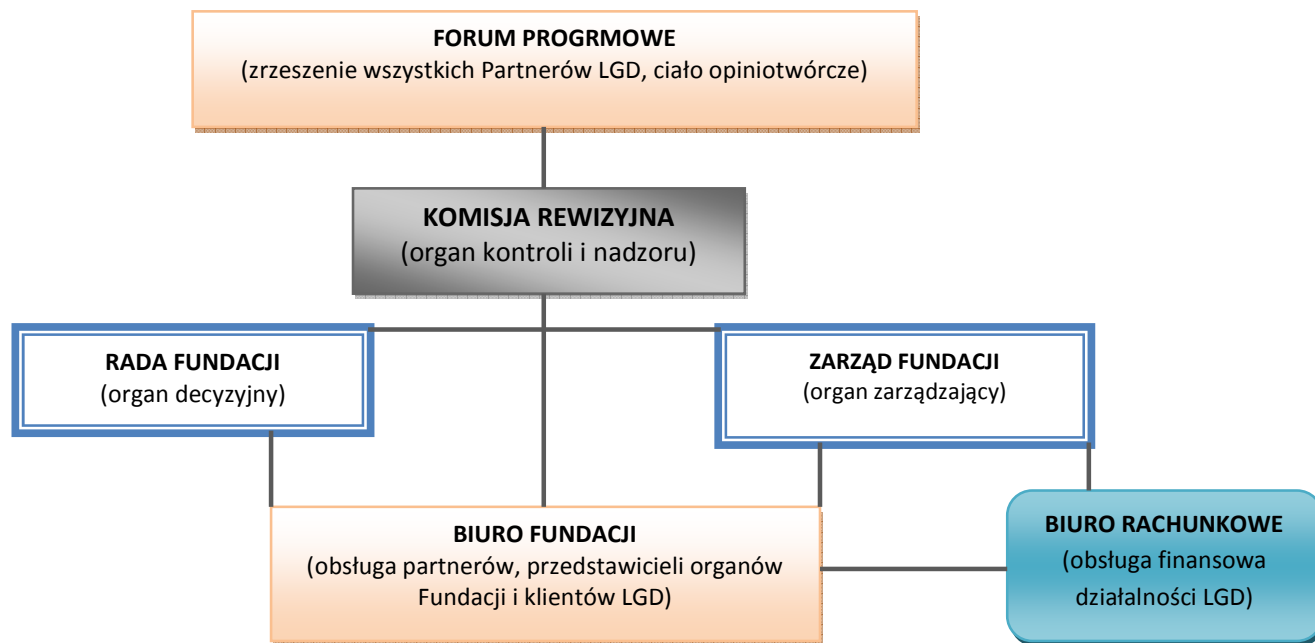 FORUM PROGRMOWE
(zrzeszenie wszystkich Partnerów LGD, ciało opiniotwórcze)
KOMISJA REWIZYJNA
(organ kontroli i nadzoru)
RADA FUNDACJI
(organ decyzyjny)
ZARZĄD FUNDACJI
(organ zarządzający)
BIURO FUNDACJI
(obsługa partnerów, przedstawicieli organów
Fundacji i klientów LGD)
BIURO RACHUNKOWE
(obsługa finansowa
działalności LGD)